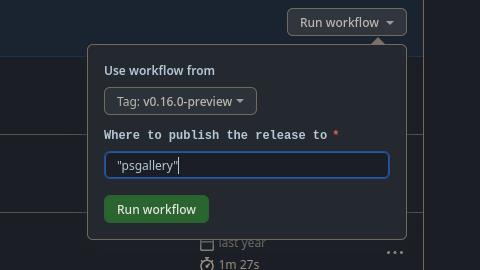 Run workflow
Use workflow from
Tag: v0.16.0-preview
Where to publish the release to *
"psgallery"
Run workflow
last year
1m 27s